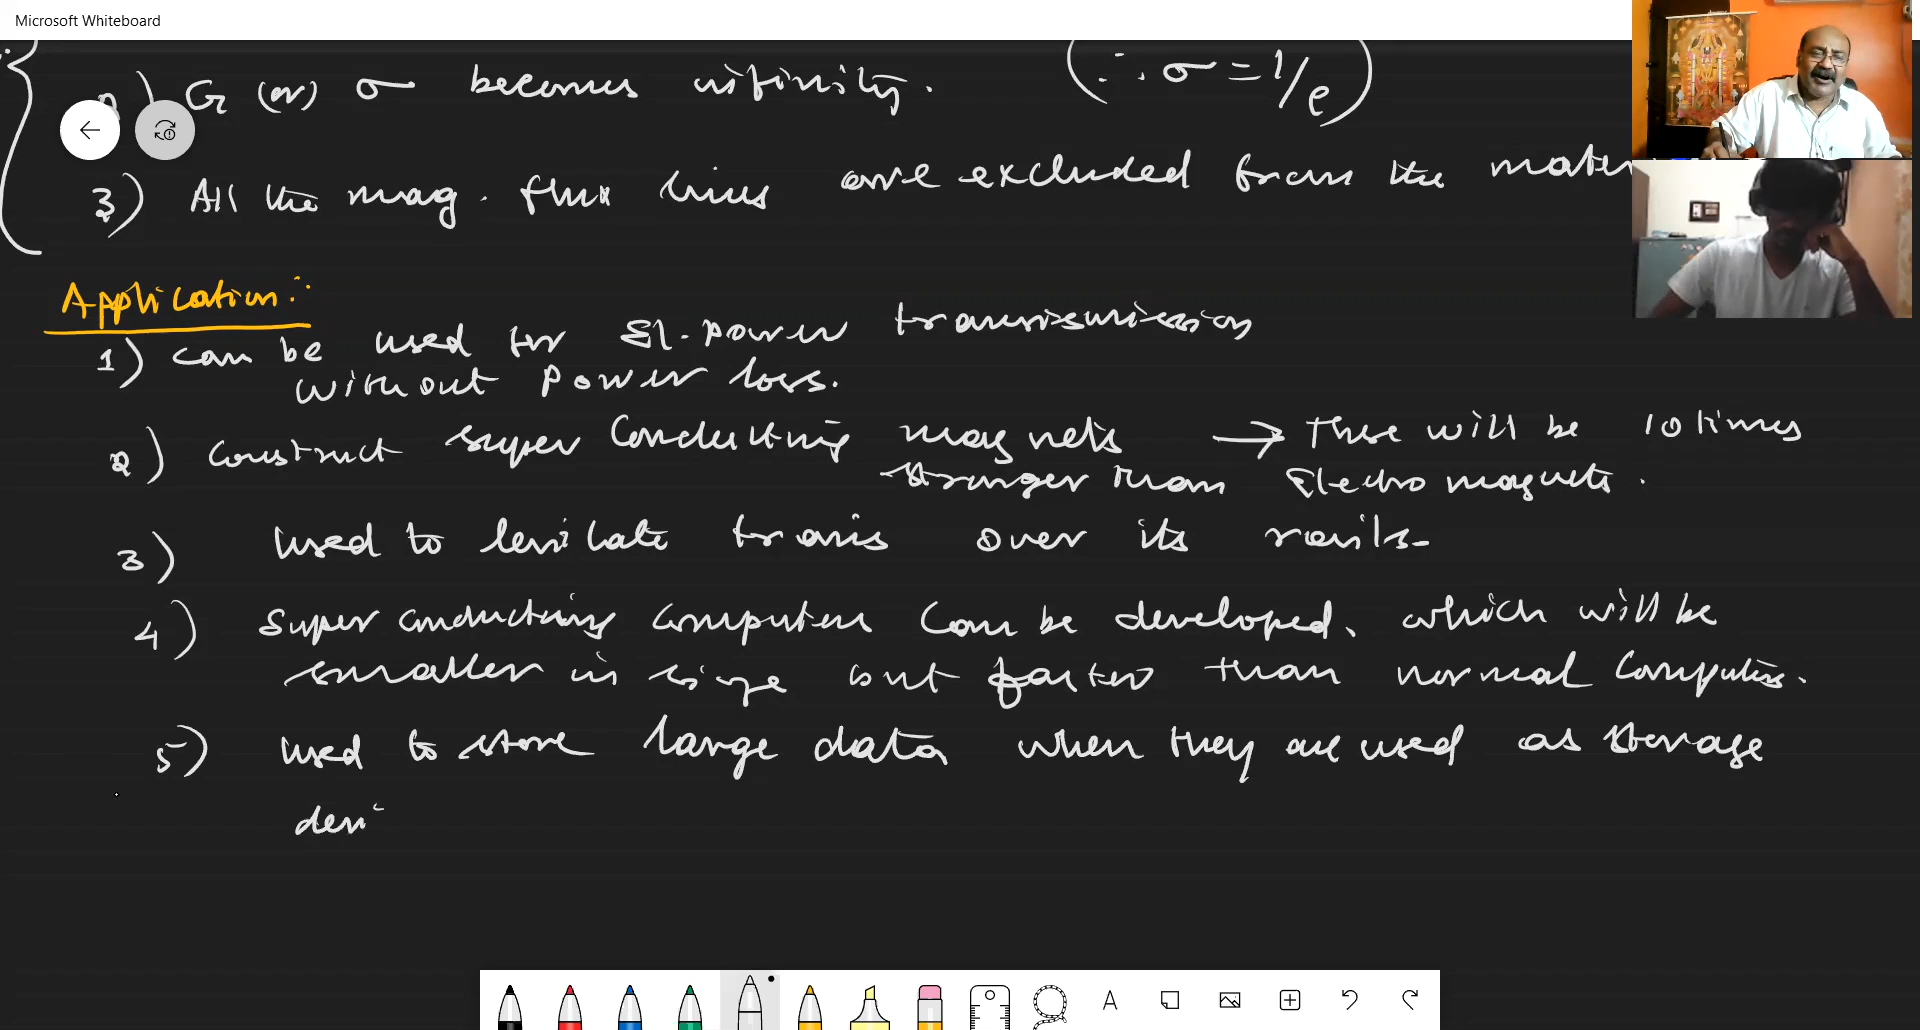 Microsoft Whiteboard
) G (or) σ becomes infinity. (∴ σ = 1/ρ)
3) All the mag. flux lines are excluded from the mater
Application :
1) can be used for El. power transmission
without power loss.
2) Construct super conducting magnets → These will be 10 times
stronger than Electro magnets.
3) used to levitate trains over its rails.
4) Super conducting computers can be developed, which will be
smaller in size but faster than normal computers.
5) used to store large data when they are used as storage
devi
A